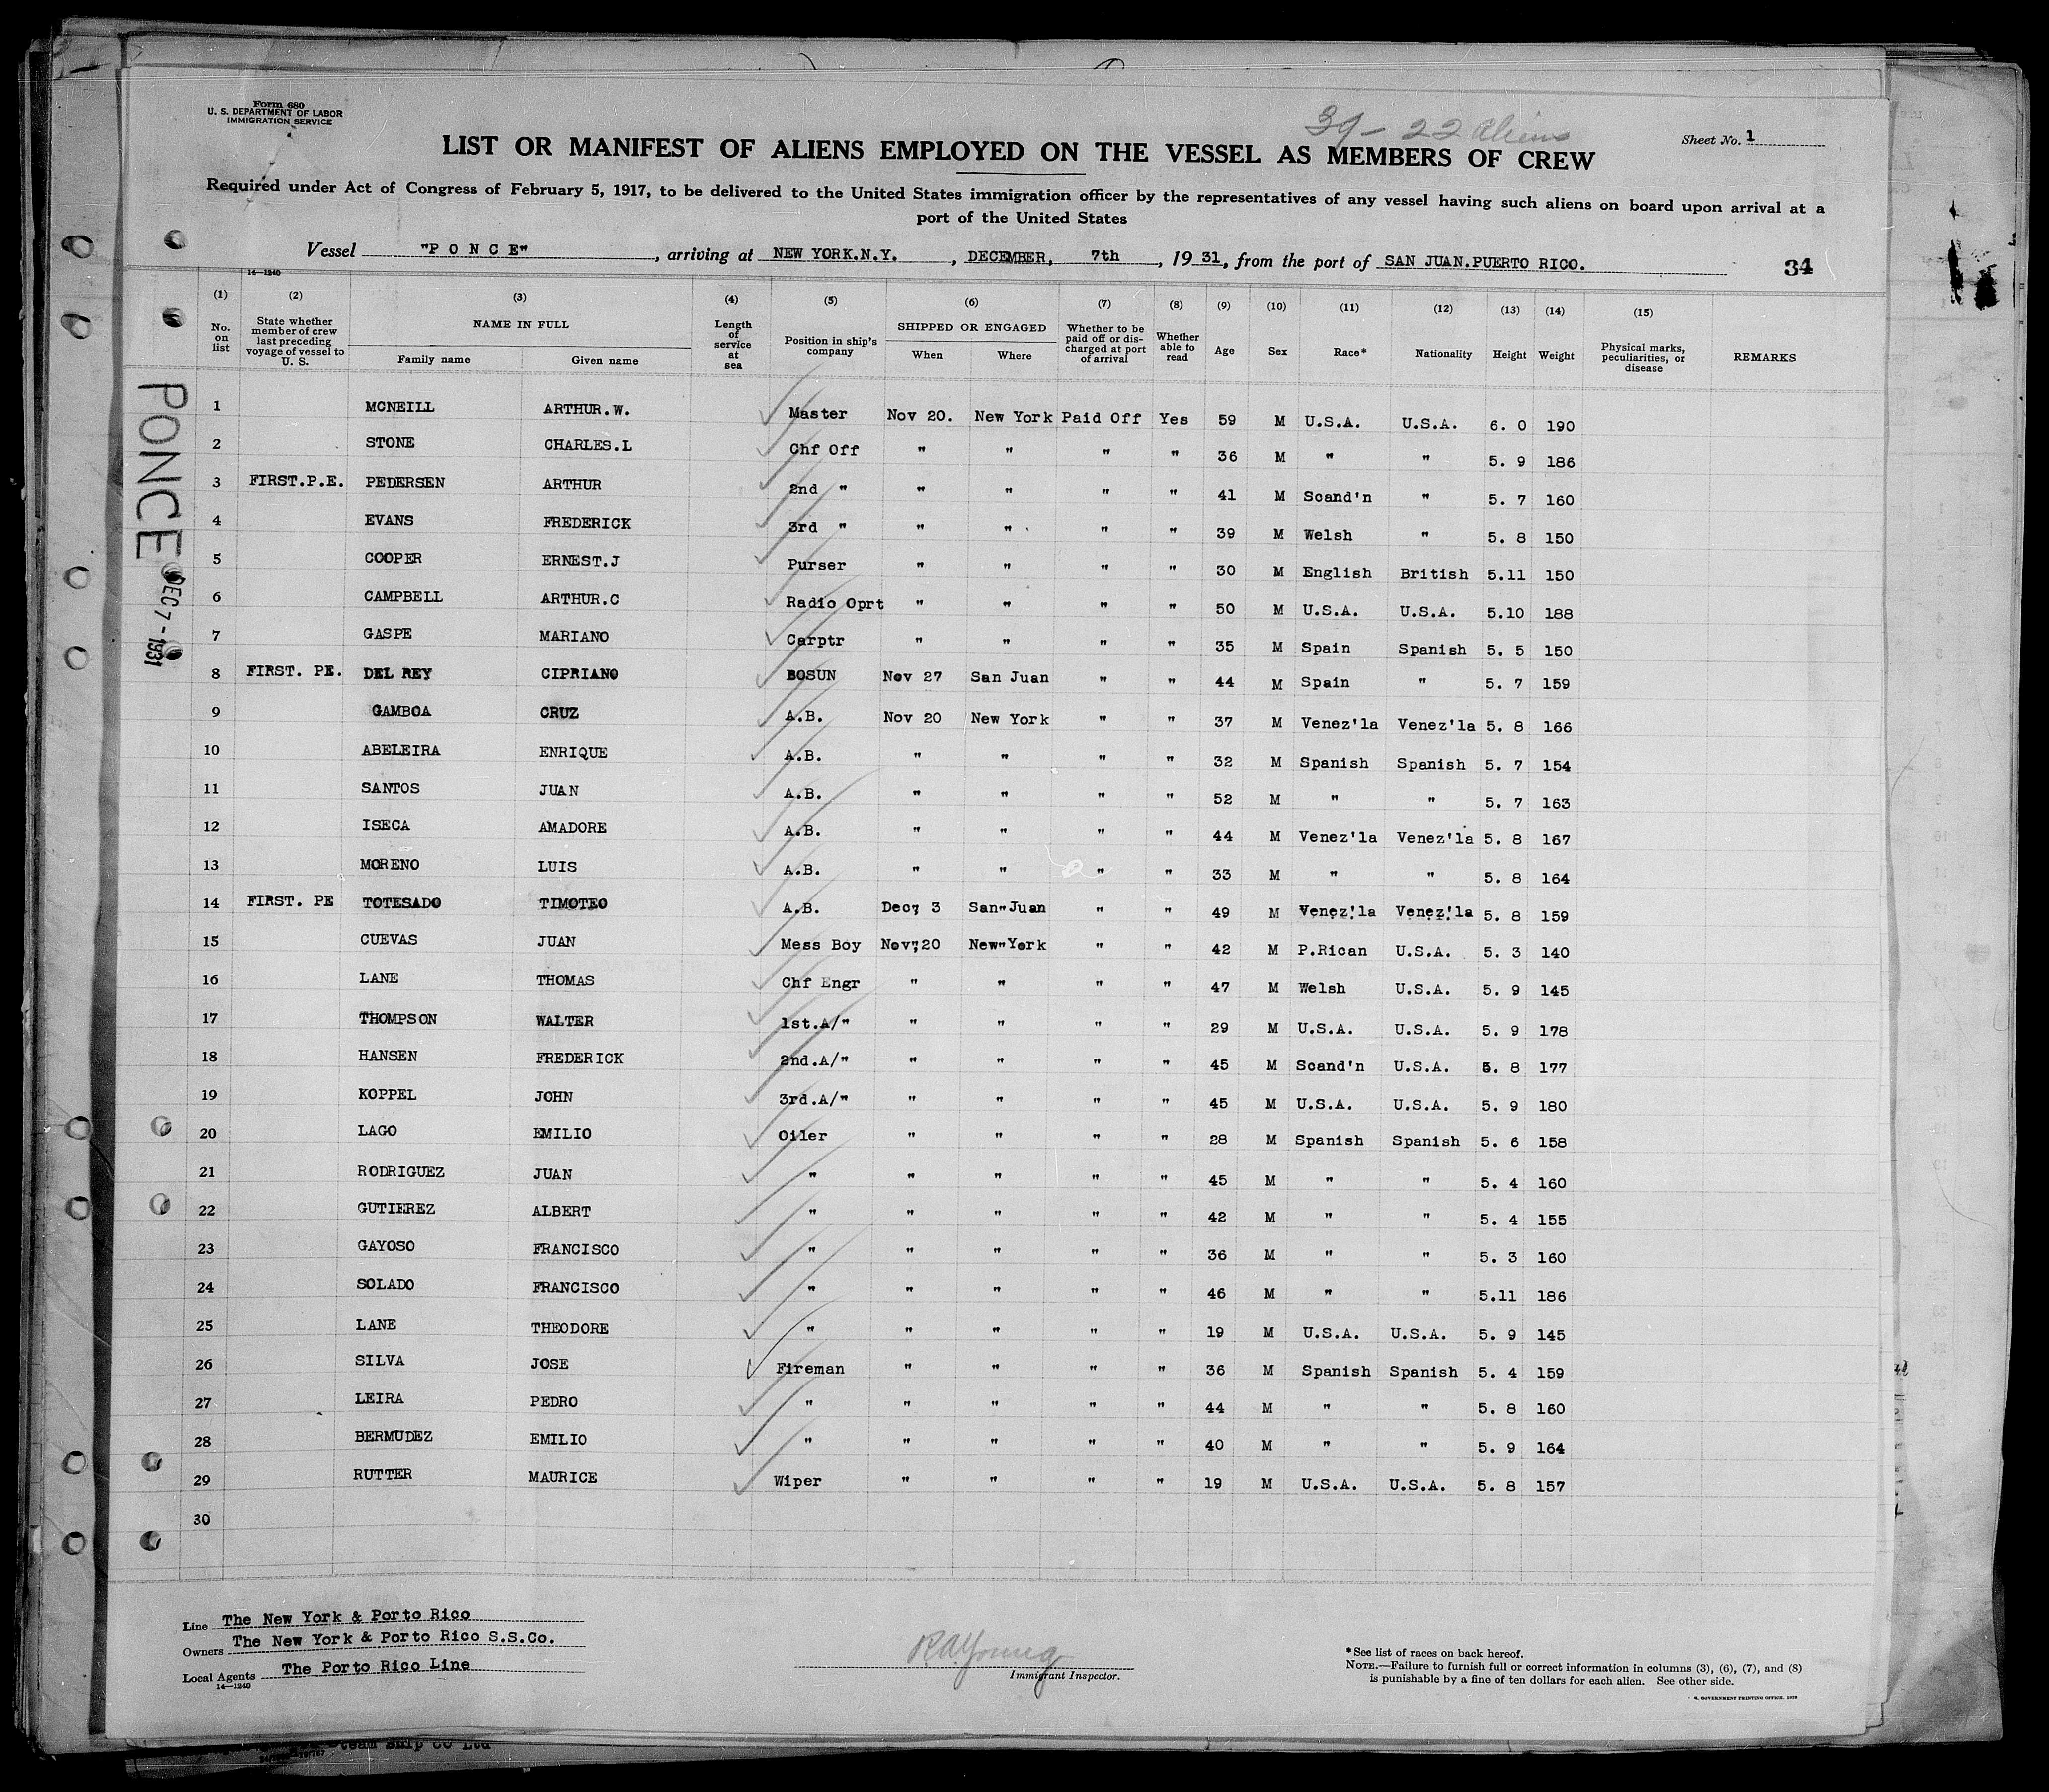 Form 680
U. S. DEPARTMENT OF LABOR
IMMIGRATION SERVICE
39 - 22 aliens
Sheet No. 1
LIST OR MANIFEST OF ALIENS EMPLOYED ON THE VESSEL AS MEMBERS OF CREW
Required under Act of Congress of February 5, 1917, to be delivered to the United States immigration officer by the representatives of any vessel having such aliens on board upon arrival at a
port of the United States
Vessel "P O N C E", arriving at NEW YORK.N.Y., DECEMBER, 7th, 19 31, from the port of SAN JUAN.PUERTO RICO.
34
14—1240
(1) (2) (3) (4) (5) (6) (7) (8) (9) (10) (11) (12) (13) (14) (15)
No. on list State whether member of crew last preceding voyage of vessel to U. S. NAME IN FULL Family name Given name Length of service at sea Position in ship's company SHIPPED OR ENGAGED When Where Whether to be paid off or discharged at port of arrival Whether able to read Age Sex Race* Nationality Height Weight Physical marks, peculiarities, or disease REMARKS
PONCE
DEC 7 - 1931
1 MCNEILL ARTHUR.W. Master Nov 20. New York Paid Off Yes 59 M U.S.A. U.S.A. 6. 0 190
2 STONE CHARLES.L Chf Off " " " " 36 M " " 5. 9 186
3 FIRST.P.E. PEDERSEN ARTHUR 2nd " " " " " 41 M Scand'n " 5. 7 160
4 EVANS FREDERICK 3rd " " " " " 39 M Welsh " 5. 8 150
5 COOPER ERNEST.J Purser " " " " 30 M English British 5.11 150
6 CAMPBELL ARTHUR.C Radio Oprt " " " " 50 M U.S.A. U.S.A. 5.10 188
7 GASPE MARIANO Carptr " " " " 35 M Spain Spanish 5. 5 150
8 FIRST. PE. DEL REY CIPRIANO BOSUN Nov 27 San Juan " " 44 M Spain " 5. 7 159
9 GAMBOA CRUZ A.B. Nov 20 New York " " 37 M Venez'la Venez'la 5. 8 166
10 ABELEIRA ENRIQUE A.B. " " " " 32 M Spanish Spanish 5. 7 154
11 SANTOS JUAN A.B. " " " " 52 M " " 5. 7 163
12 ISECA AMADORE A.B. " " " " 44 M Venez'la Venez'la 5. 8 167
13 MORENO LUIS A.B. " " " " 33 M " " 5. 8 164
14 FIRST. PE TOTESADO TIMOTEO A.B. Dec" 3 San"Juan " " 49 M Venez'la Venez'la 5. 8 159
15 CUEVAS JUAN Mess Boy Nov"20 New"York " " 42 M P.Rican U.S.A. 5. 3 140
16 LANE THOMAS Chf Engr " " " " 47 M Welsh U.S.A. 5. 9 145
17 THOMPSON WALTER 1st.A/" " " " " 29 M U.S.A. U.S.A. 5. 9 178
18 HANSEN FREDERICK 2nd.A/" " " " " 45 M Scand'n U.S.A. 5. 8 177
19 KOPPEL JOHN 3rd.A/" " " " " 45 M U.S.A. U.S.A. 5. 9 180
20 LAGO EMILIO Oiler " " " " 28 M Spanish Spanish 5. 6 158
21 RODRIGUEZ JUAN " " " " " 45 M " " 5. 4 160
22 GUTIEREZ ALBERT " " " " " 42 M " " 5. 4 155
23 GAYOSO FRANCISCO " " " " " 36 M " " 5. 3 160
24 SOLADO FRANCISCO " " " " " 46 M " " 5.11 186
25 LANE THEODORE " " " " " 19 M U.S.A. U.S.A. 5. 9 145
26 SILVA JOSE Fireman " " " " 36 M Spanish Spanish 5. 4 159
27 LEIRA PEDRO " " " " " 44 M " " 5. 8 160
28 BERMUDEZ EMILIO " " " " " 40 M " " 5. 9 164
29 RUTTER MAURICE Wiper " " " " 19 M U.S.A. U.S.A. 5. 8 157
30
Line The New York & Porto Rico
Owners The New York & Porto Rico S.S.Co.
Local Agents The Porto Rico Line
14—1240
RA Young
Immigrant Inspector.
*See list of races on back hereof.
NOTE.—Failure to furnish full or correct information in columns (3), (6), (7), and (8)
is punishable by a fine of ten dollars for each alien. See other side.
GOVERNMENT PRINTING OFFICE
team Ship Co Ltd